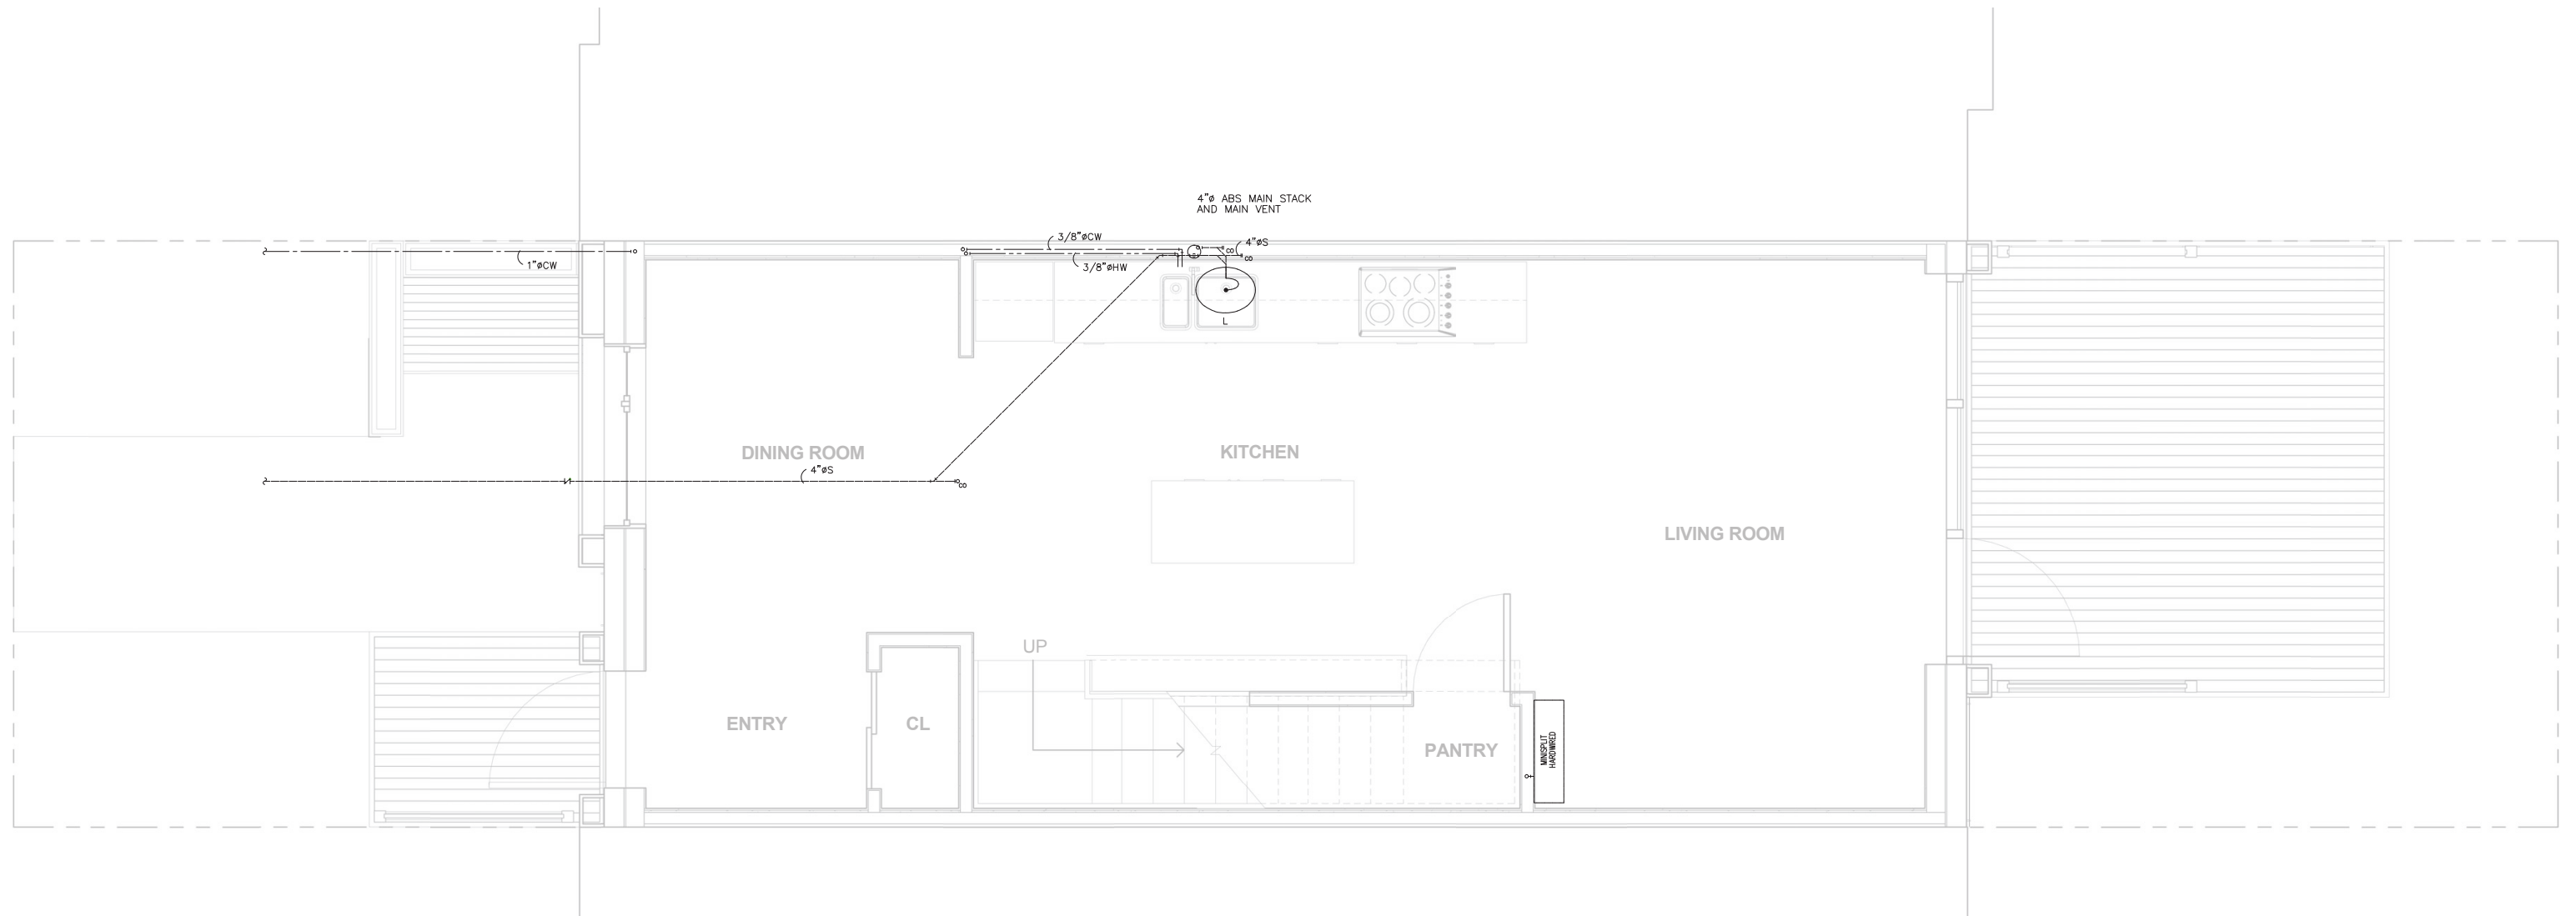 4"ø ABS MAIN STACK
AND MAIN VENT
3/8"øCW
4"øS
1"øCW
3/8"øHW
CO
CO
L
DINING ROOM
KITCHEN
4"øS
CO
LIVING ROOM
UP
ENTRY
CL
PANTRY
MINISPLIT
HARDWIRED